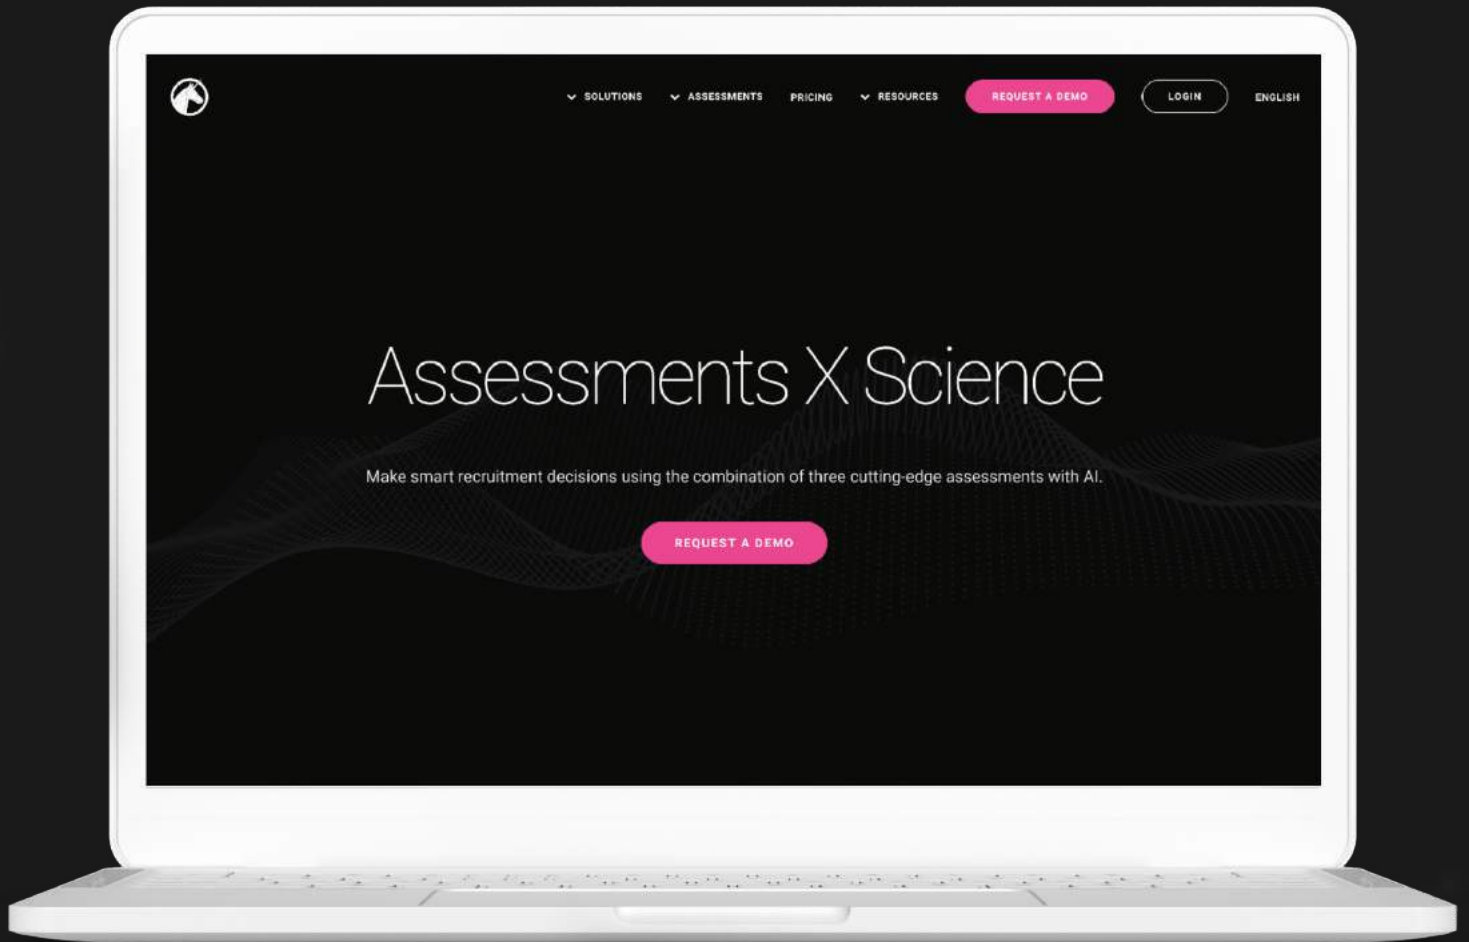 SOLUTIONS ASSESSMENTS PRICING RESOURCES REQUEST A DEMO LOGIN ENGLISH
Assessments X Science
Make smart recruitment decisions using the combination of three cutting-edge assessments with AI.
REQUEST A DEMO